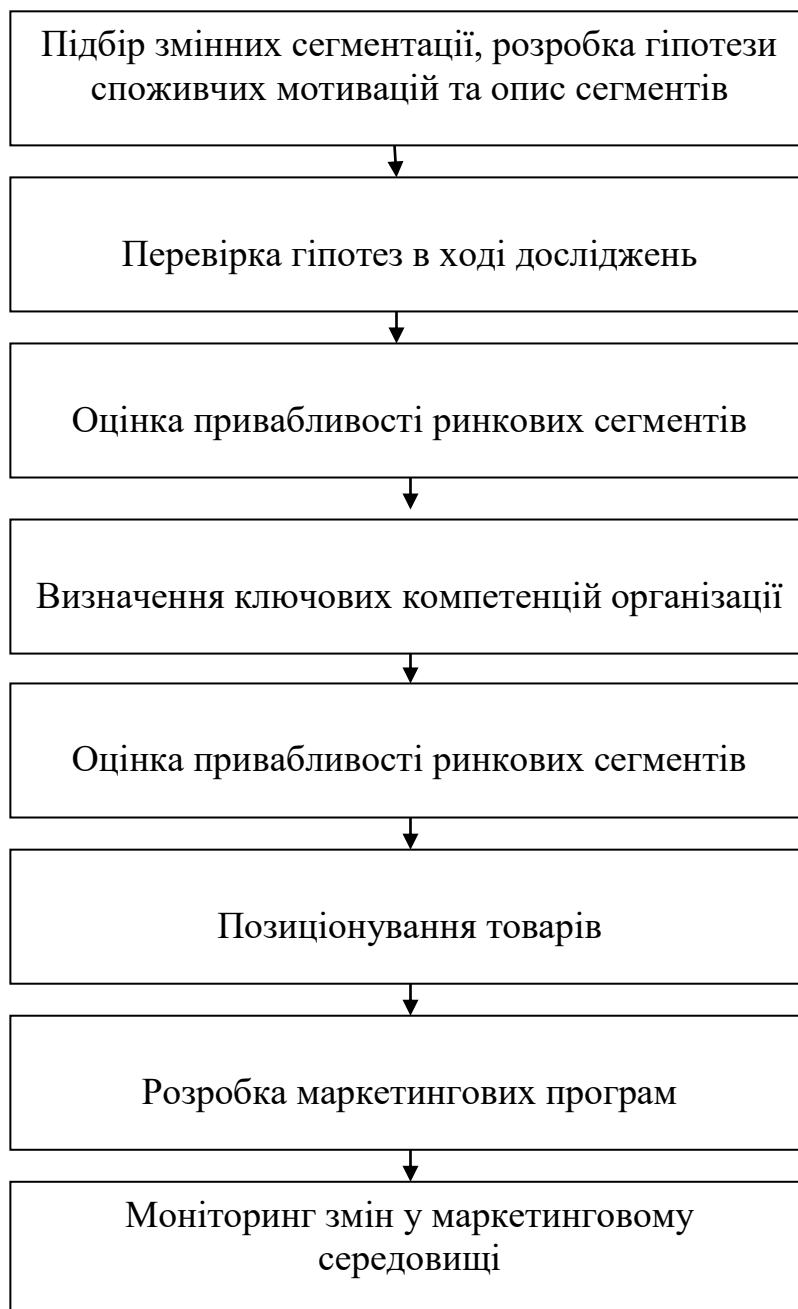 Підбір змінних сегментації, розробка гіпотези
споживчих мотивацій та опис сегментів
Перевірка гіпотез в ході досліджень
Оцінка привабливості ринкових сегментів
Визначення ключових компетенцій організації
Оцінка привабливості ринкових сегментів
Позиціонування товарів
Розробка маркетингових програм
Моніторинг змін у маркетинговому
середовищі